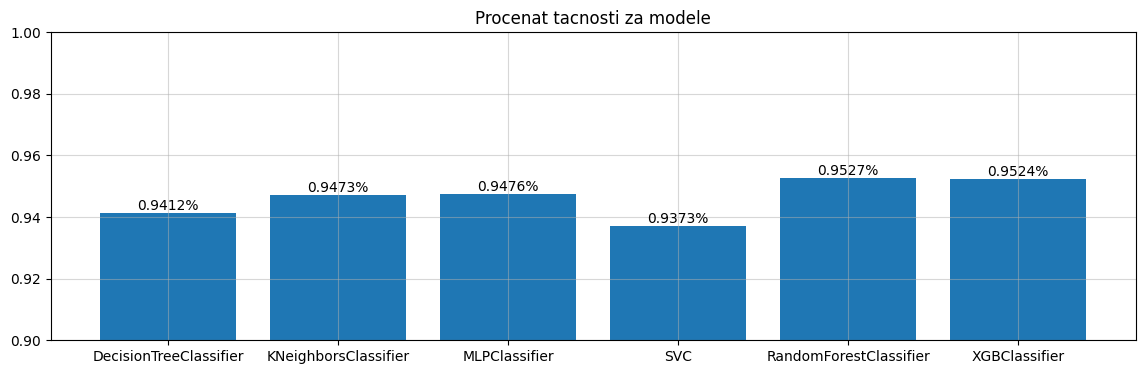 Procenat tacnosti za modele
1.00
0.98
0.96
0.94
0.92
0.90
0.9412%
0.9473%
0.9476%
0.9373%
0.9527%
0.9524%
DecisionTreeClassifier
KNeighborsClassifier
MLPClassifier
SVC
RandomForestClassifier
XGBClassifier